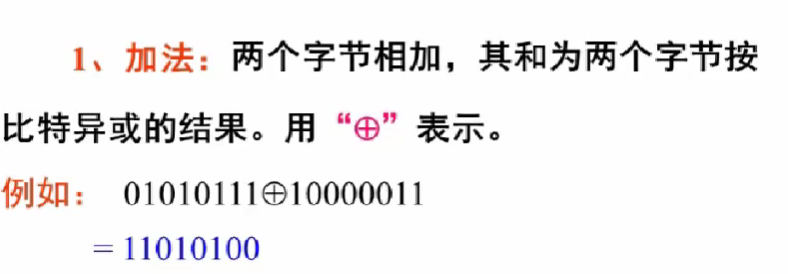 1、加法：两个字节相加，其和为两个字节按
比特异或的结果。用“⊕”表示。
例如： 01010111⊕10000011
= 11010100